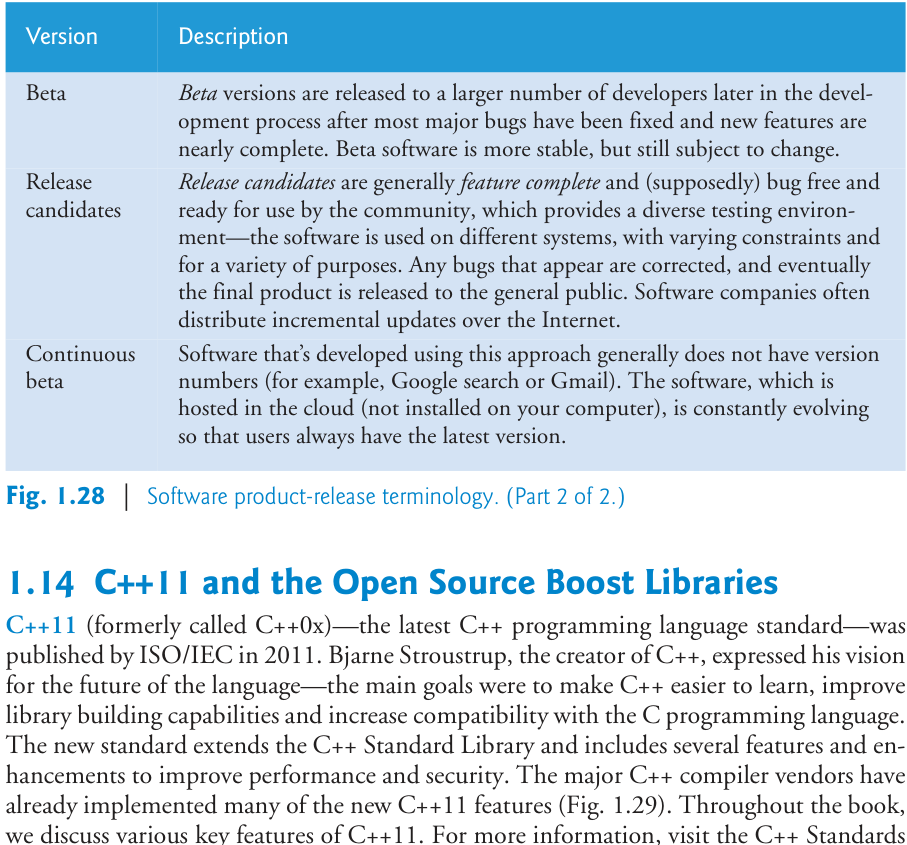 Version Description
Beta Beta versions are released to a larger number of developers later in the devel-
opment process after most major bugs have been fixed and new features are
nearly complete. Beta software is more stable, but still subject to change.
Release Release candidates are generally feature complete and (supposedly) bug free and
candidates ready for use by the community, which provides a diverse testing environ-
ment—the software is used on different systems, with varying constraints and
for a variety of purposes. Any bugs that appear are corrected, and eventually
the final product is released to the general public. Software companies often
distribute incremental updates over the Internet.
Continuous Software that’s developed using this approach generally does not have version
beta numbers (for example, Google search or Gmail). The software, which is
hosted in the cloud (not installed on your computer), is constantly evolving
so that users always have the latest version.
Fig. 1.28 | Software product-release terminology. (Part 2 of 2.)
1.14 C++11 and the Open Source Boost Libraries
C++11 (formerly called C++0x)—the latest C++ programming language standard—was
published by ISO/IEC in 2011. Bjarne Stroustrup, the creator of C++, expressed his vision
for the future of the language—the main goals were to make C++ easier to learn, improve
library building capabilities and increase compatibility with the C programming language.
The new standard extends the C++ Standard Library and includes several features and en-
hancements to improve performance and security. The major C++ compiler vendors have
already implemented many of the new C++11 features (Fig. 1.29). Throughout the book,
we discuss various key features of C++11. For more information, visit the C++ Standards